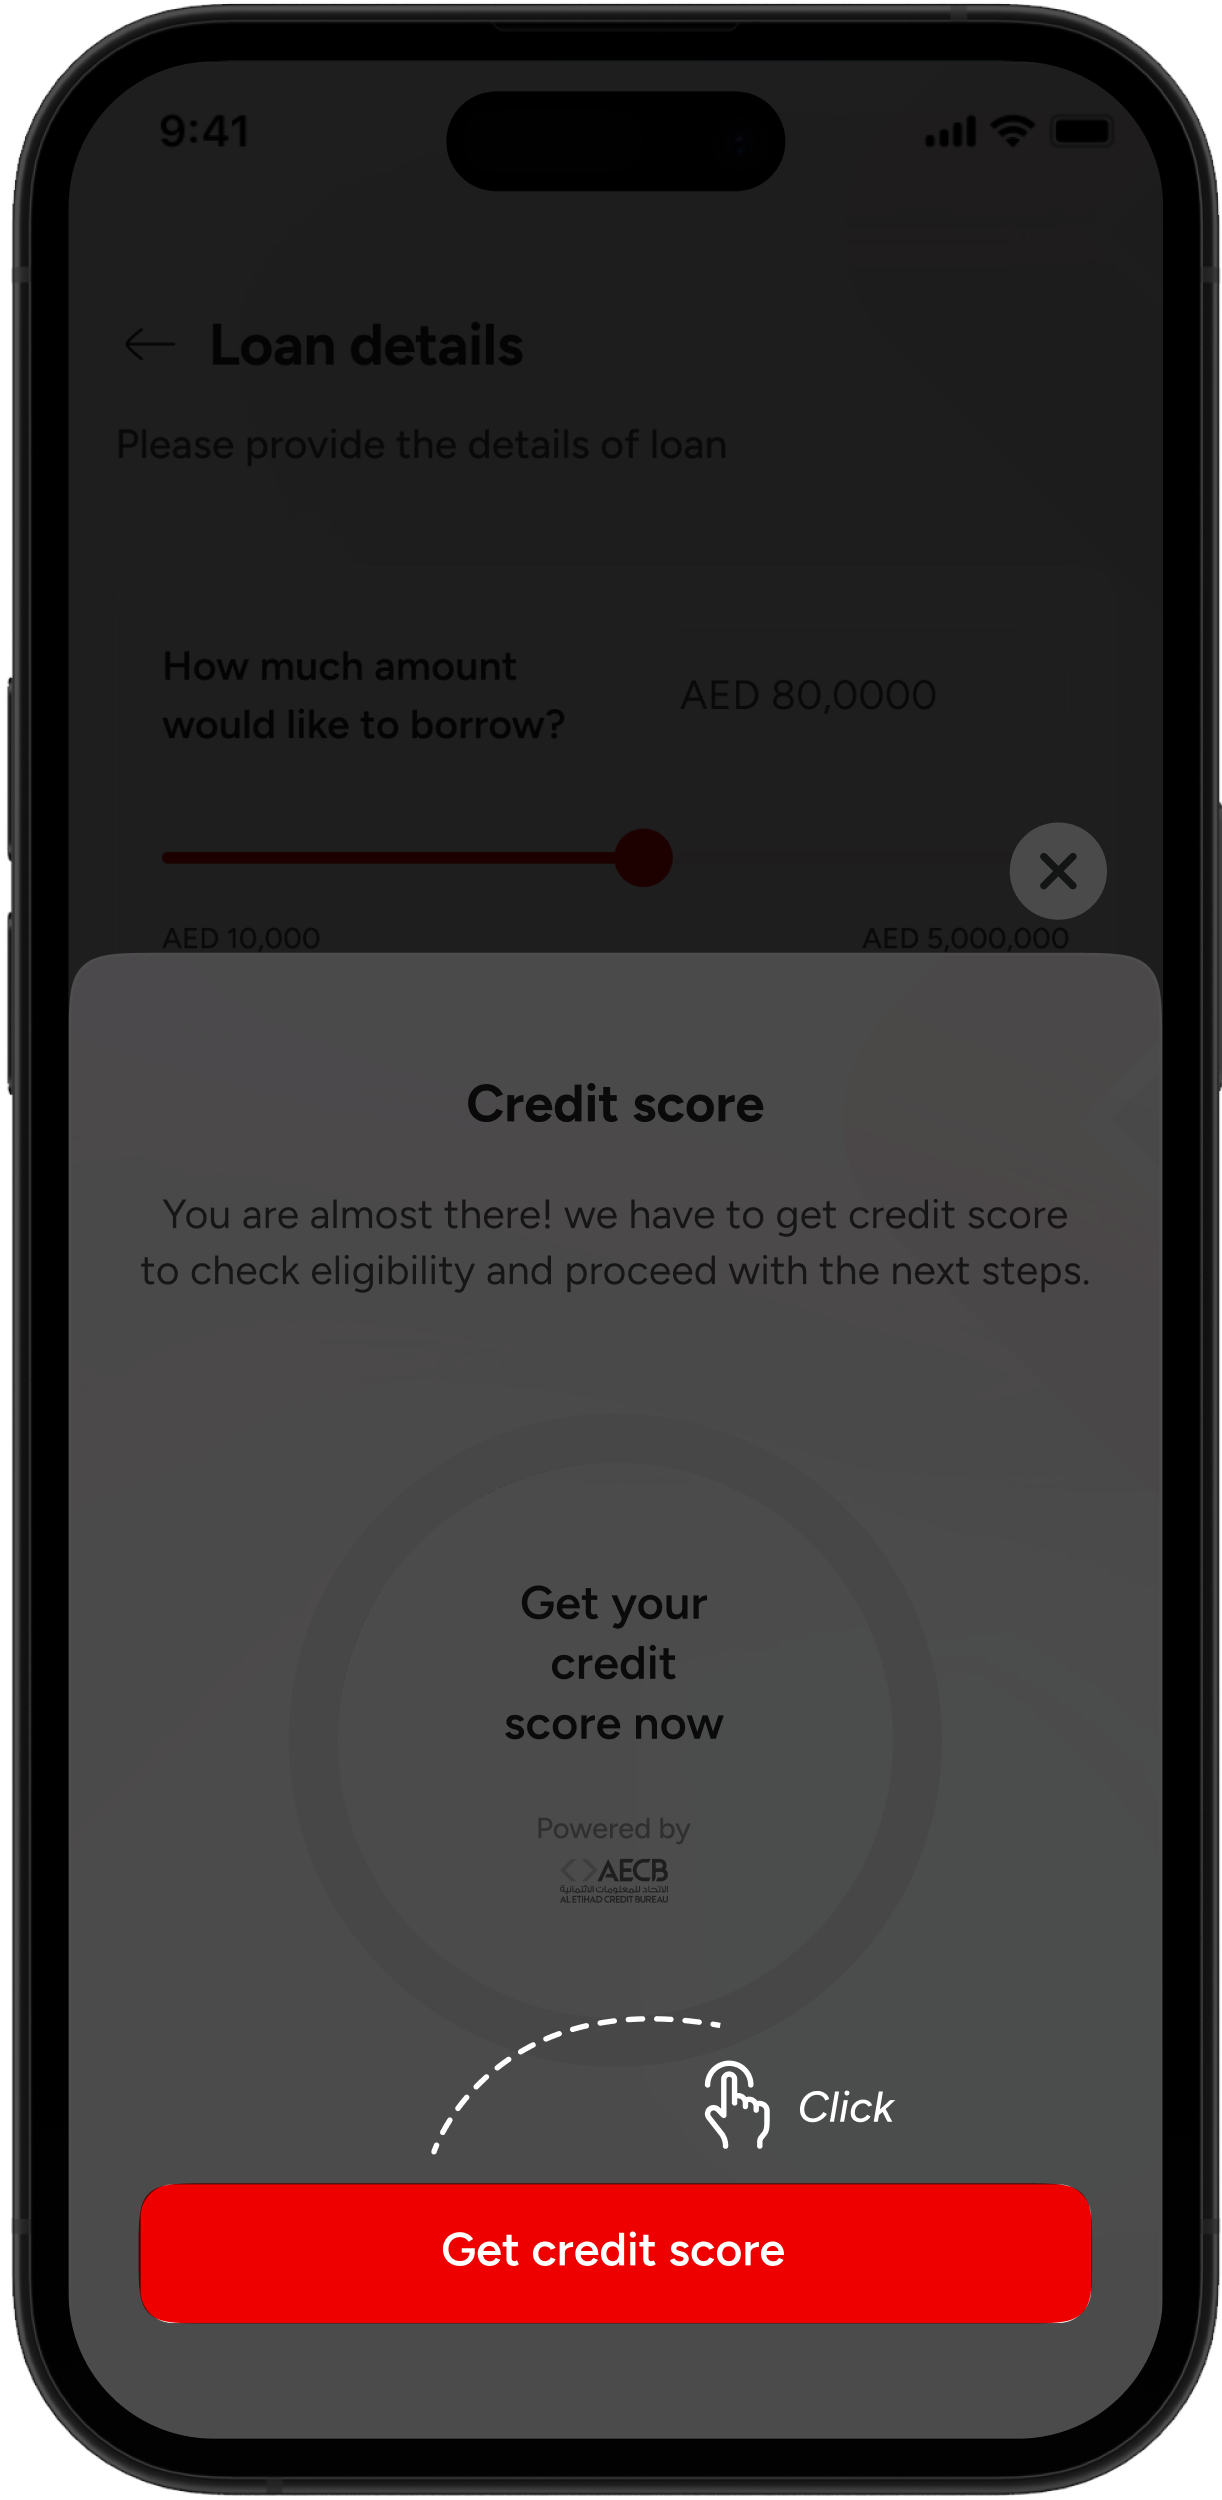 9:41
Loan details
Please provide the details of loan
How much amount
would like to borrow?
AED 80,0000
AED 10,000
AED 5,000,000
Credit score
You are almost there! we have to get credit score
to check eligibility and proceed with the next steps.
Get your
credit
score now
Powered by
AECB
الاتحاد للمعلومات الائتمانية
AL ETIHAD CREDIT BUREAU
Click
Get credit score